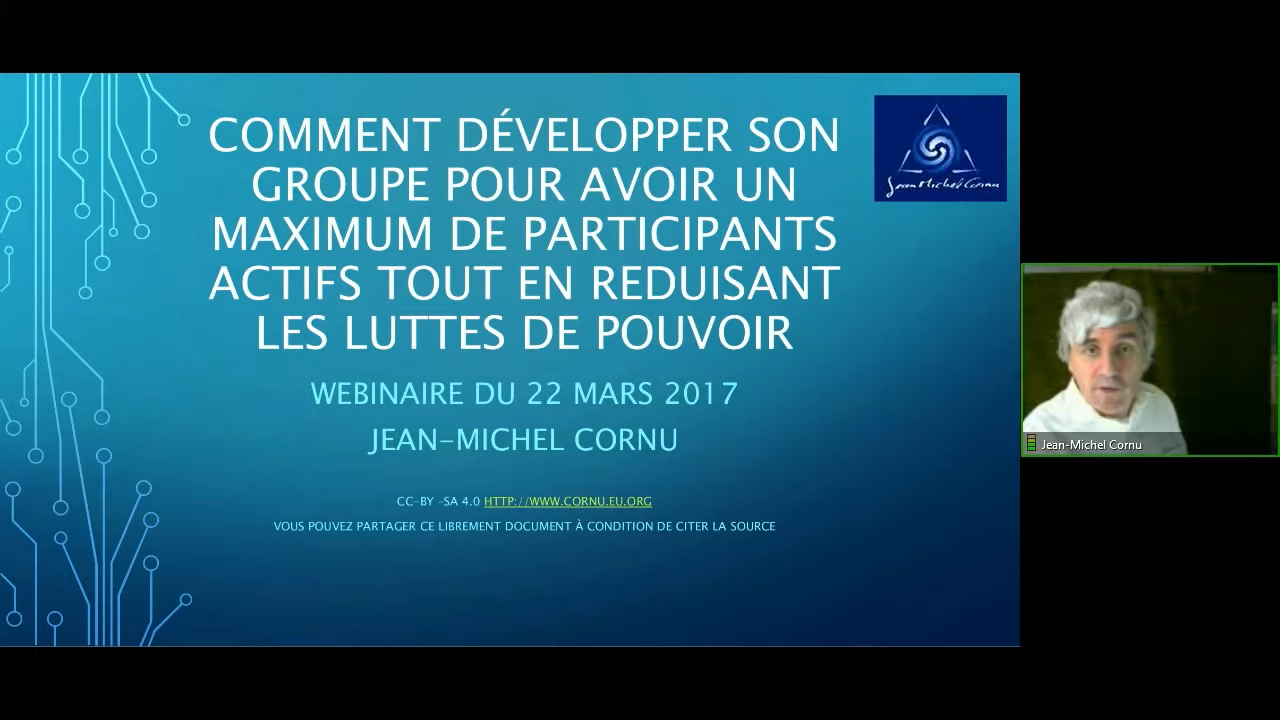 COMMENT DÉVELOPPER SON
GROUPE POUR AVOIR UN
MAXIMUM DE PARTICIPANTS
ACTIFS TOUT EN REDUISANT
LES LUTTES DE POUVOIR
WEBINAIRE DU 22 MARS 2017
JEAN-MICHEL CORNU
CC-BY -SA 4.0 HTTP://WWW.CORNU.EU.ORG
VOUS POUVEZ PARTAGER CE LIBREMENT DOCUMENT À CONDITION DE CITER LA SOURCE
Jean Michel Cornu
Jean-Michel Cornu